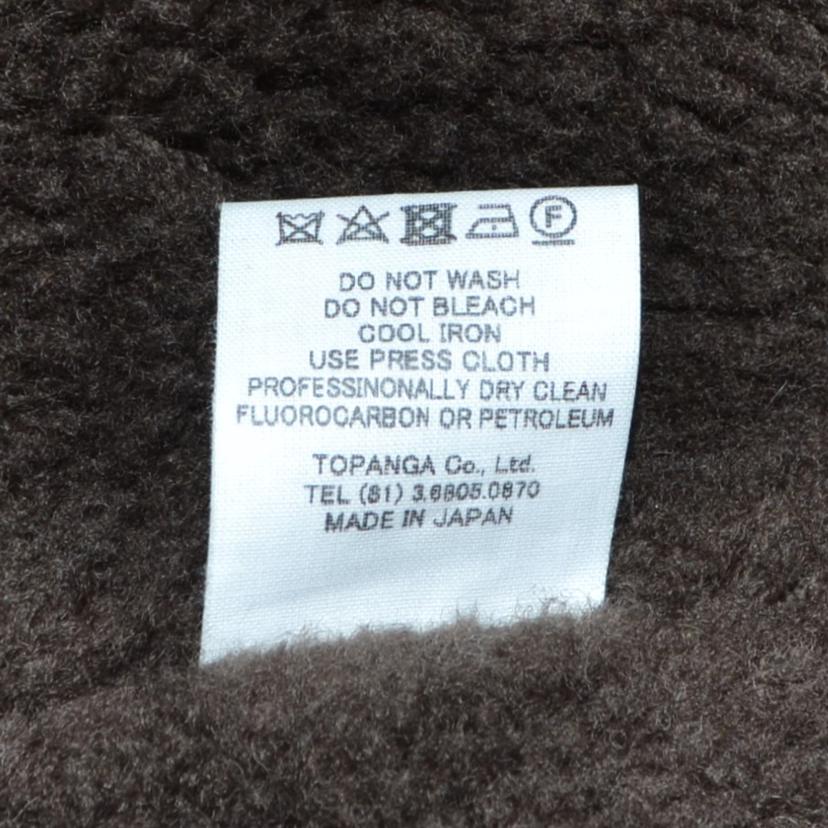 F
DO NOT WASH
DO NOT BLEACH
COOL IRON
USE PRESS CLOTH
PROFESSINONALLY DRY CLEAN
FLUOROCARBON OR PETROLEUM
TOPANGA Co., Ltd.
TEL (81) 3.6805.0870
MADE IN JAPAN